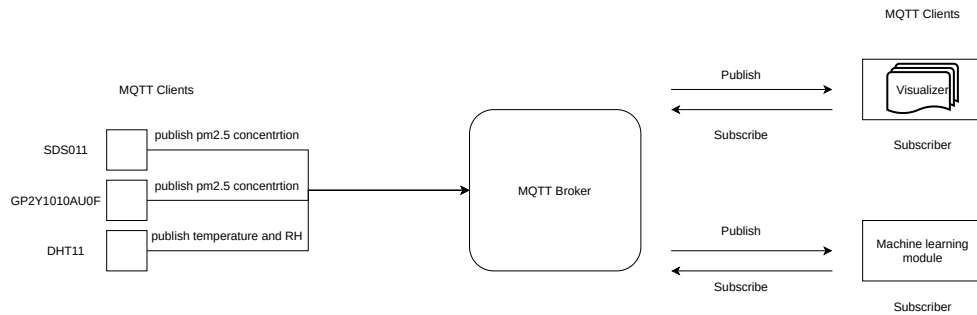 MQTT Clients
MQTT Clients
SDS011
publish pm2.5 concentrtion
GP2Y1010AU0F
publish pm2.5 concentrtion
DHT11
publish temperature and RH
MQTT Broker
Publish
Subscribe
Visualizer
Subscriber
Publish
Subscribe
Machine learning
module
Subscriber